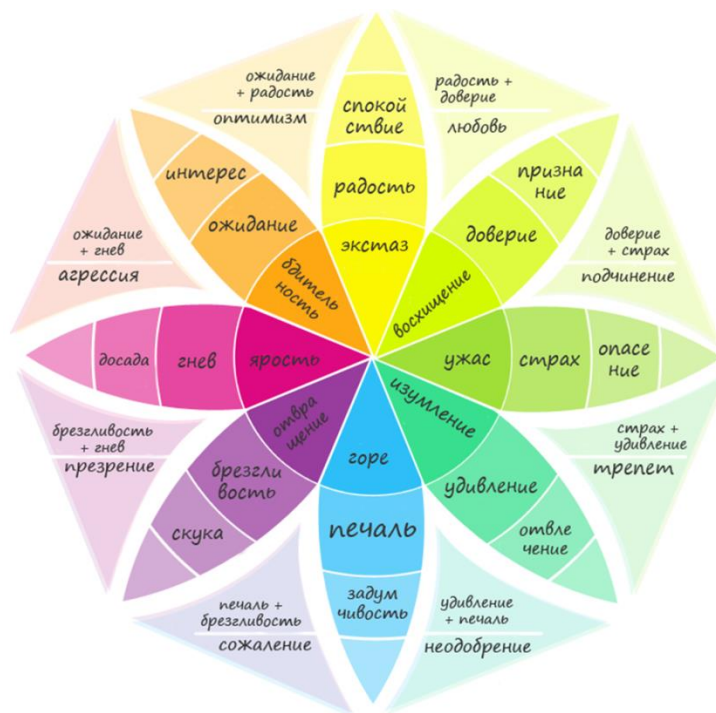 ожидание
+ радость
оптимизм
спокой
ствие
радость +
доверие
любовь
интерес
радость
призна
ние
ожидание
экстаз
доверие
ожидание
+ гнев
агрессия
бдитель
ность
восхищение
доверие
+ страх
подчинение
досада
гнев
ярость
ужас
страх
опасе
ние
отвра
щение
изумление
брезгливость
+ гнев
презрение
брезгли
вость
горе
удивление
страх +
удивление
трепет
скука
печаль
отвле
чение
задум
чивость
печаль +
брезгливость
сожаление
удивление
+ печаль
неодобрение